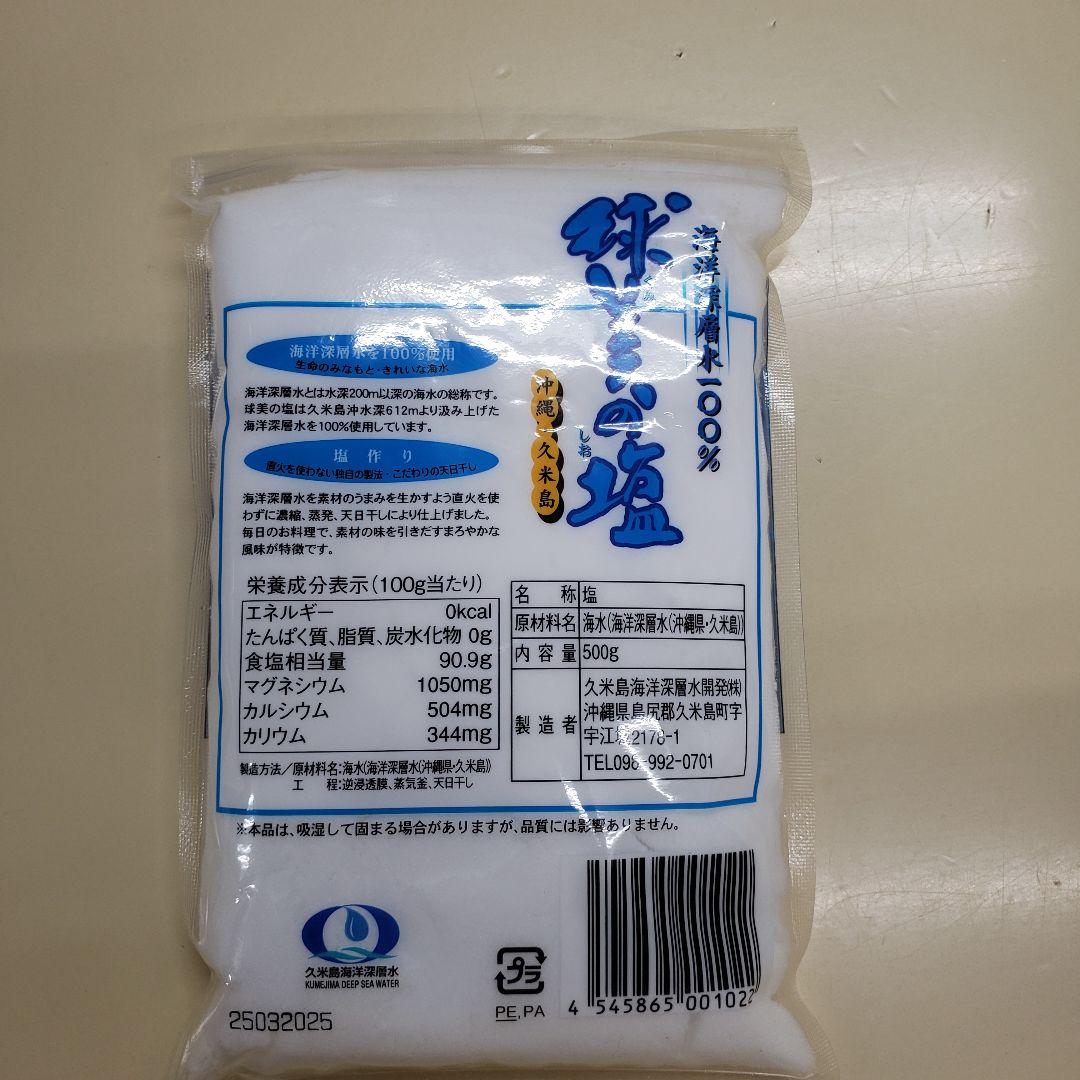 海洋深層水一〇〇%
球美の塩
くみ
しお
沖縄・久米島
海洋深層水を100%使用
生命のみなもと・きれいな海水
海洋深層水とは水深200m以深の海水の総称です。
球美の塩は久米島沖水深612mより汲み上げた
海洋深層水を100%使用しています。
塩作り
直火を使わない独自の製法・こだわりの天日干し
海洋深層水を素材のうまみを生かすよう直火を使
わずに濃縮、蒸発、天日干しにより仕上げました。
毎日のお料理で、素材の味を引きだすまろやかな
風味が特徴です。
栄養成分表示(100g当たり)
エネルギー 0kcal
たんぱく質、脂質、炭水化物 0g
食塩相当量 90.9g
マグネシウム 1050mg
カルシウム 504mg
カリウム 344mg
製造方法/原材料名:海水(海洋深層水(沖縄県・久米島))
工 程:逆浸透膜、蒸気釜、天日干し
名 称 塩
原材料名 海水(海洋深層水(沖縄県・久米島))
内容量 500g
製造者 久米島海洋深層水開発㈱
沖縄県島尻郡久米島町字
宇江城2178-1
TEL098-992-0701
※本品は、吸湿して固まる場合がありますが、品質には影響ありません。
久米島海洋深層水
KUMEJIMA DEEP SEA WATER
プラ
PE,PA
4 545865 001022
25032025